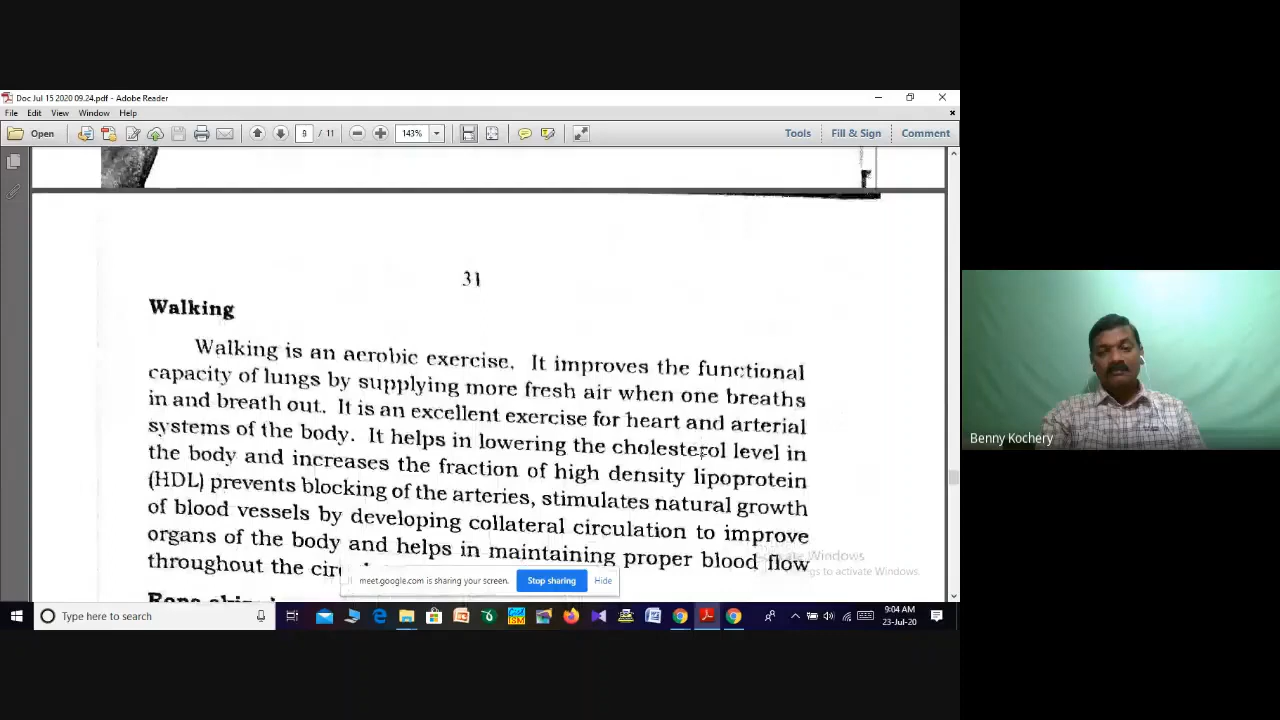 Doc Jul 15 2020 09.24.pdf - Adobe Reader
File Edit View Window Help
Open 8 / 11 143% Tools Fill & Sign Comment
31
Walking
Walking is an aerobic exercise. It improves the functional
capacity of lungs by supplying more fresh air when one breaths
in and breath out. It is an excellent exercise for heart and arterial
systems of the body. It helps in lowering the cholesterol level in
the body and increases the fraction of high density lipoprotein
(HDL) prevents blocking of the arteries, stimulates natural growth
of blood vessels by developing collateral circulation to improve
organs of the body and helps in maintaining proper blood flow
throughout the
Benny Kochery
Activate Windows
to activate Windows.
meet.google.com is sharing your screen. Stop sharing Hide
Type here to search
9:04 AM
23-Jul-20